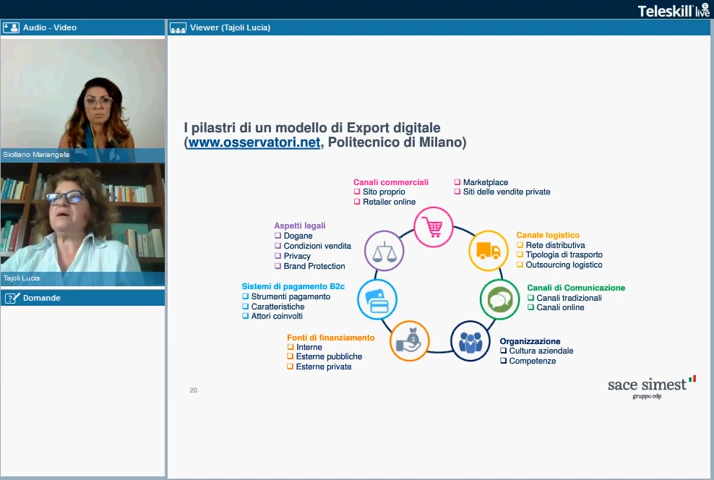 Teleskill live
Audio - Video
Viewer (Tajoli Lucia)
Siciliano Mariangela
Tajoli Lucia
Domande
I pilastri di un modello di Export digitale
(www.osservatori.net, Politecnico di Milano)
Canali commerciali
Sito proprio
Retailer online
Marketplace
Siti delle vendite private
Aspetti legali
Dogane
Condizioni vendita
Privacy
Brand Protection
Canale logistico
Rete distributiva
Tipologia di trasporto
Outsourcing logistico
Sistemi di pagamento B2c
Strumenti pagamento
Caratteristiche
Attori coinvolti
Canali di Comunicazione
Canali tradizionali
Canali online
Fonti di finanziamento
Interne
Esterne pubbliche
Esterne private
Organizzazione
Cultura aziendale
Competenze
20
sace simest
gruppo cdp